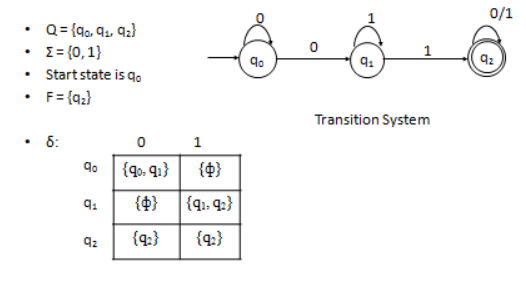 • Q = {q₀, q₁, q₂}
• Σ = {0, 1}
• Start state is q₀
• F = {q₂}
0
1
0/1
0
1
q₀
q₁
q₂
Transition System
• δ:
0 1
q₀ {q₀, q₁} {ϕ}
q₁ {ϕ} {q₁, q₂}
q₂ {q₂} {q₂}